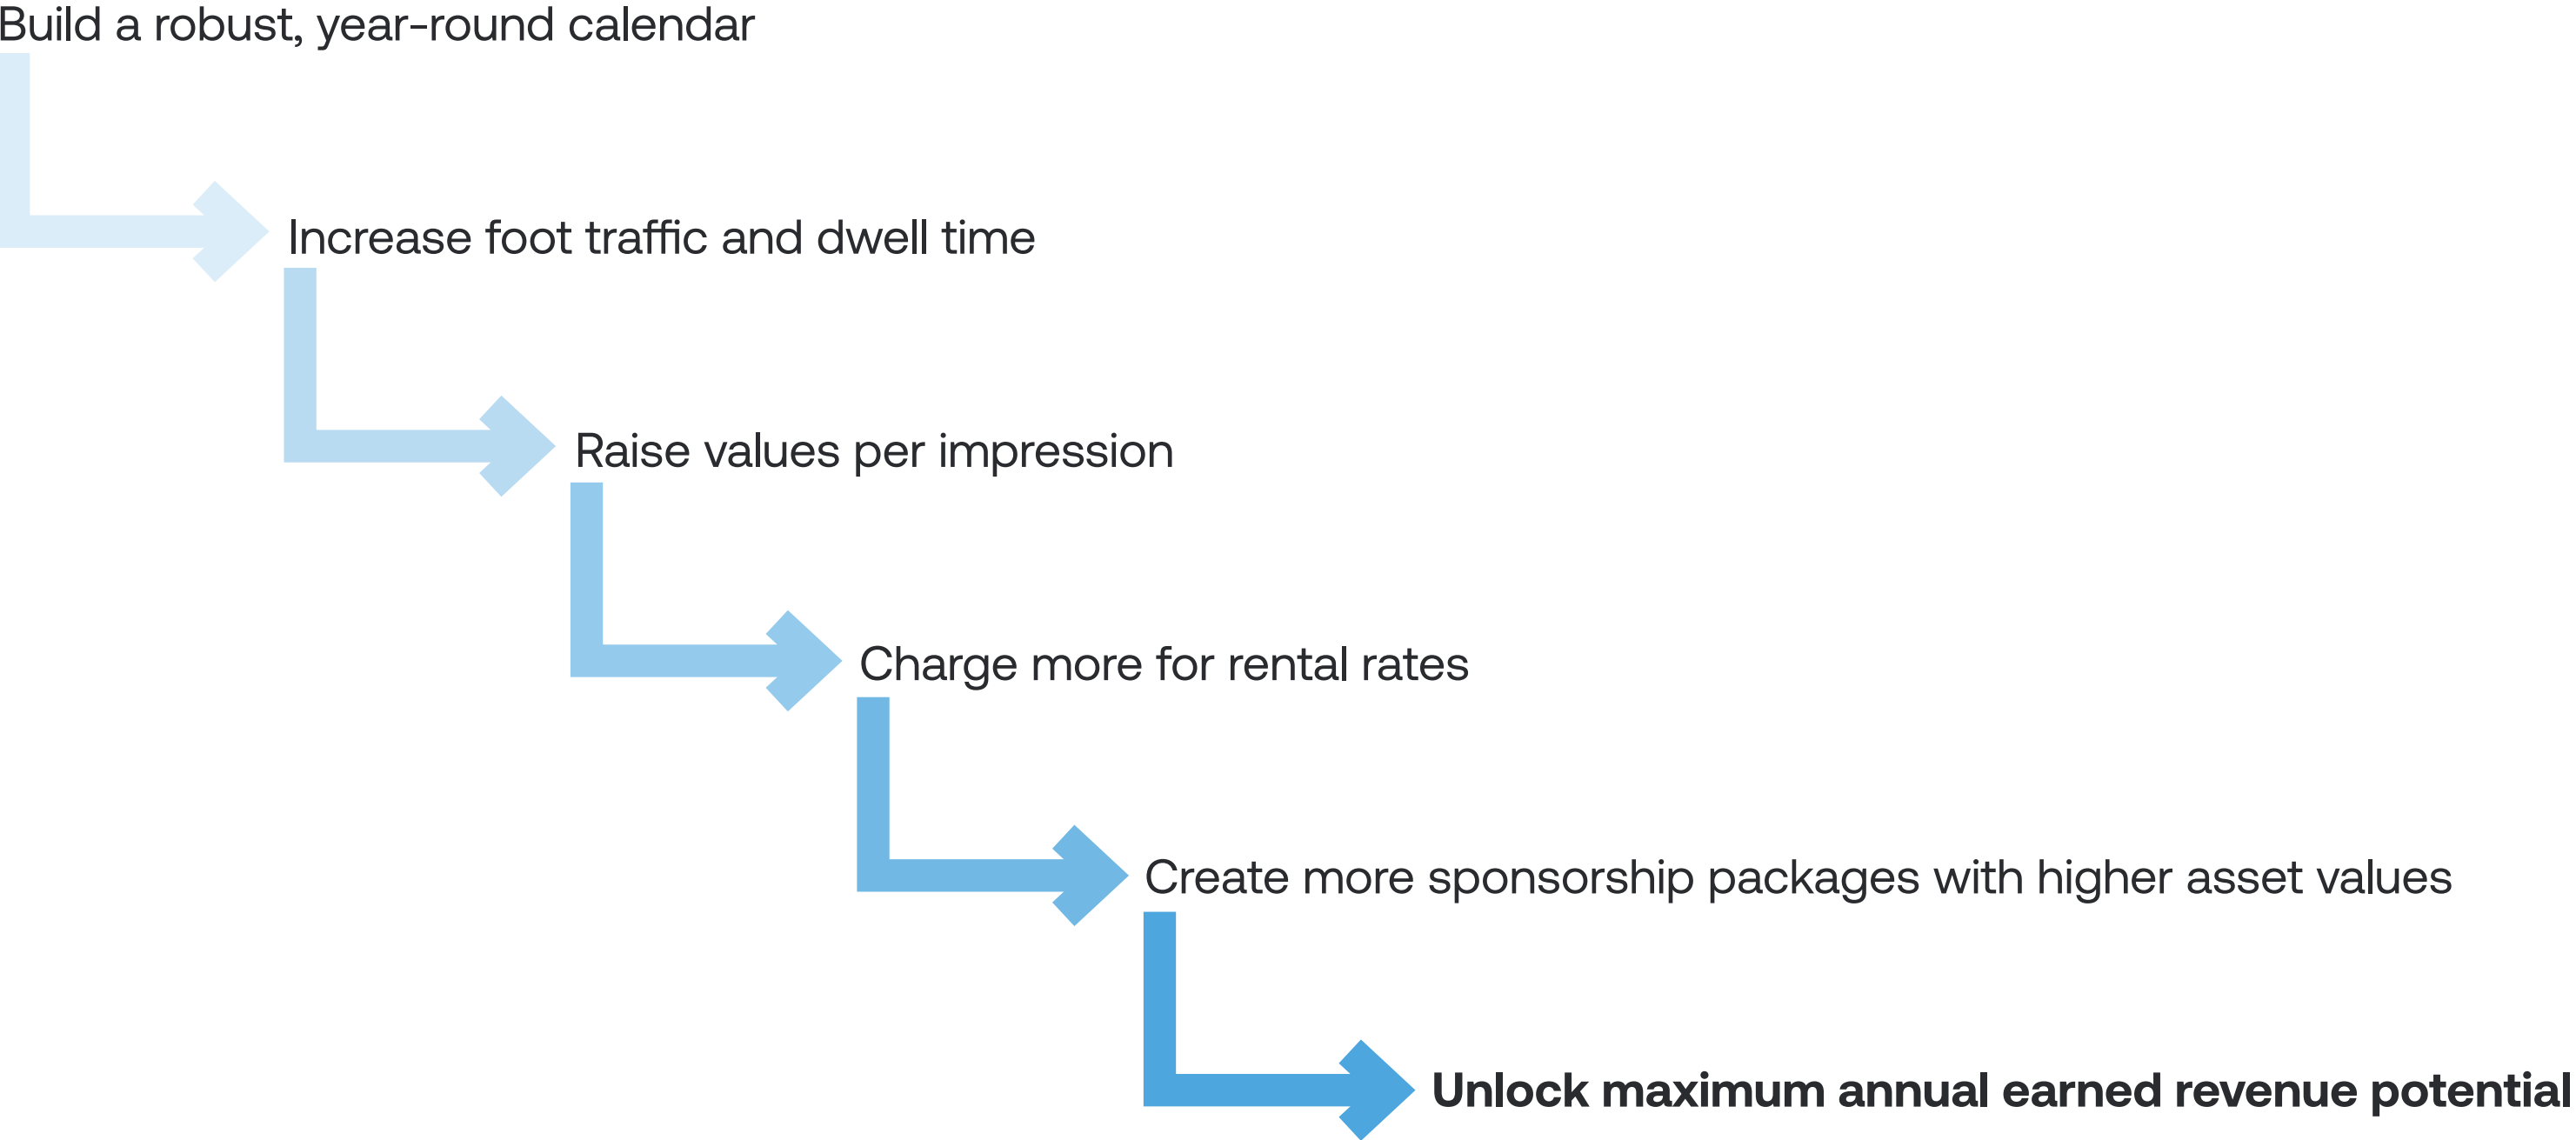 Build a robust, year-round calendar
Increase foot traffic and dwell time
Raise values per impression
Charge more for rental rates
Create more sponsorship packages with higher asset values
Unlock maximum annual earned revenue potential